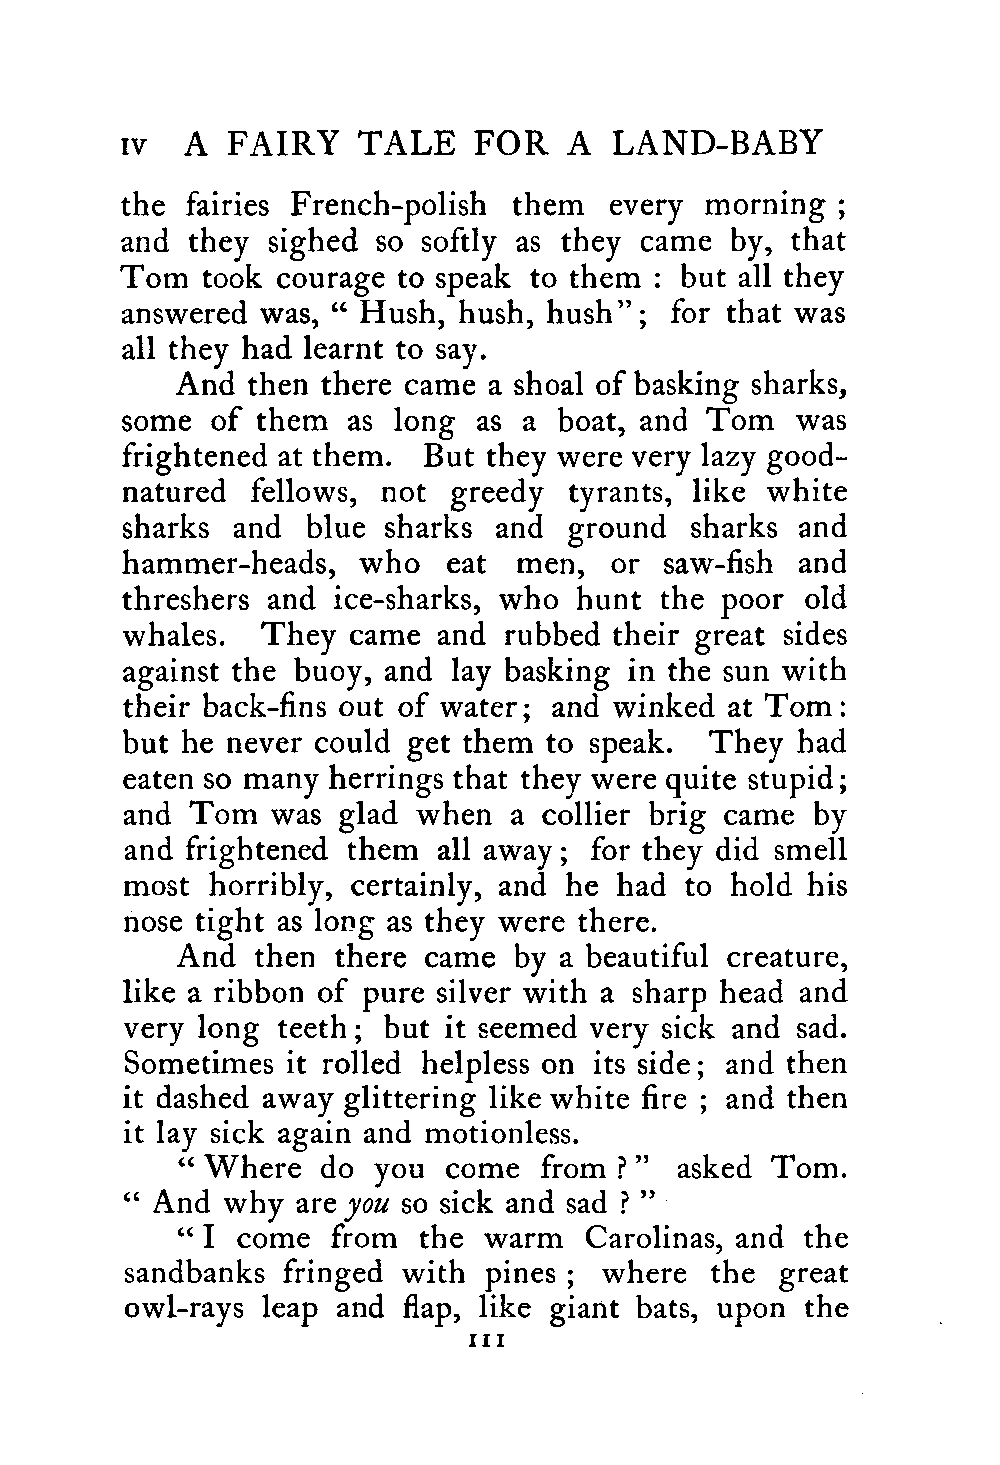 IV A FAIRY TALE FOR A LAND-BABY
the fairies French-polish them every morning ;
and they sighed so softly as they came by, that
Tom took courage to speak to them : but all they
answered was, “ Hush, hush, hush” ; for that was
all they had learnt to say.
And then there came a shoal of basking sharks,
some of them as long as a boat, and Tom was
frightened at them. But they were very lazy good-
natured fellows, not greedy tyrants, like white
sharks and blue sharks and ground sharks and
hammer-heads, who eat men, or saw-fish and
threshers and ice-sharks, who hunt the poor old
whales. They came and rubbed their great sides
against the buoy, and lay basking in the sun with
their back-fins out of water; and winked at Tom:
but he never could get them to speak. They had
eaten so many herrings that they were quite stupid;
and Tom was glad when a collier brig came by
and frightened them all away ; for they did smell
most horribly, certainly, and he had to hold his
nose tight as long as they were there.
And then there came by a beautiful creature,
like a ribbon of pure silver with a sharp head and
very long teeth ; but it seemed very sick and sad.
Sometimes it rolled helpless on its side ; and then
it dashed away glittering like white fire ; and then
it lay sick again and motionless.
“ Where do you come from ? ” asked Tom.
“ And why are you so sick and sad ? ”
“ I come from the warm Carolinas, and the
sandbanks fringed with pines ; where the great
owl-rays leap and flap, like giant bats, upon the
111